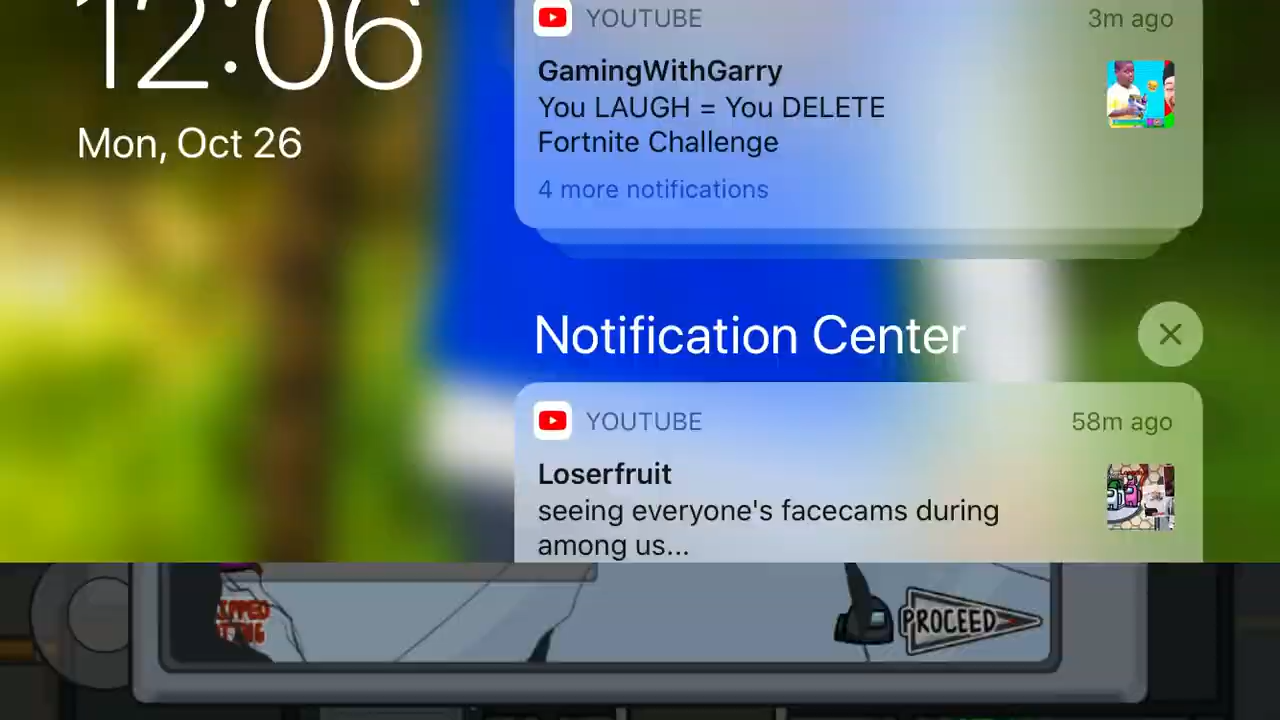 12:06
Mon, Oct 26
YOUTUBE
3m ago
GamingWithGarry
You LAUGH = You DELETE
Fortnite Challenge
4 more notifications
Notification Center
YOUTUBE
58m ago
Loserfruit
seeing everyone's facecams during
among us...
PROCEED